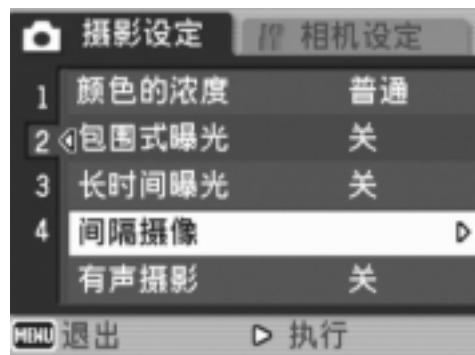 摄影设定 相机设定
1 颜色的浓度 普通
2 包围式曝光 关
3 长时间曝光 关
4 间隔摄像
有声摄影 关
MENU 退出 执行